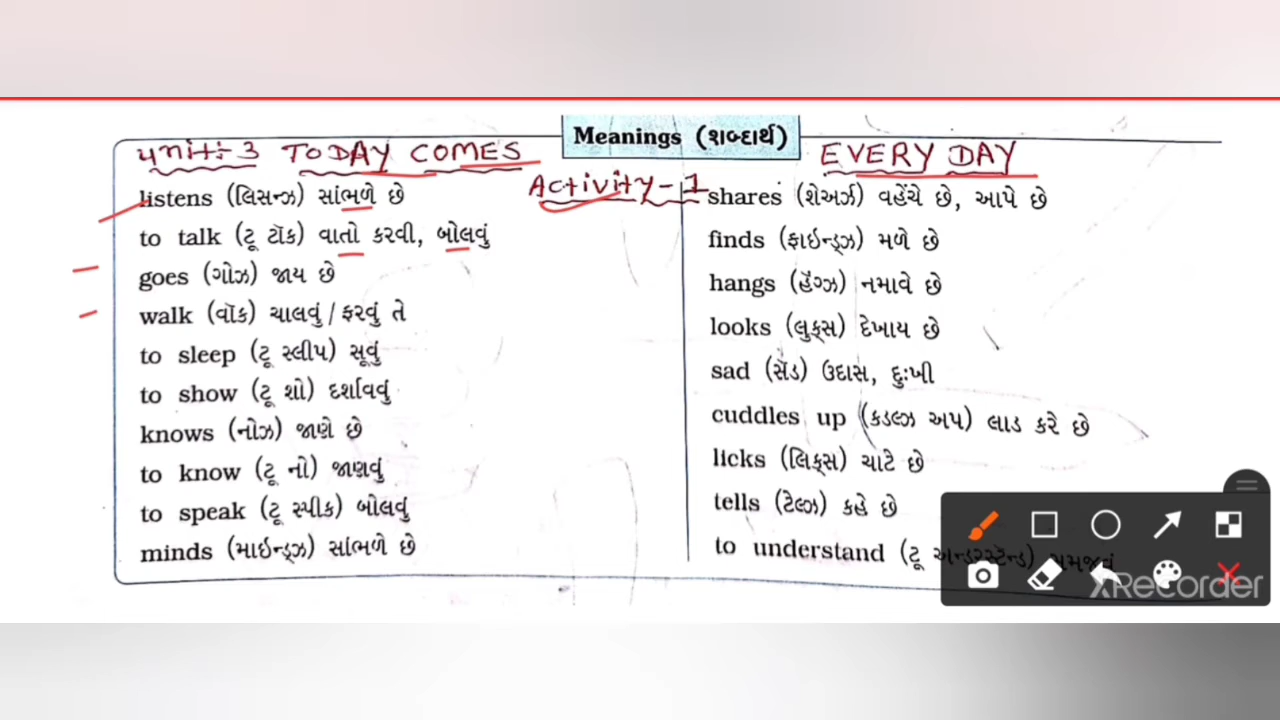 Meanings (શબ્દાર્થ)
Unit:-3 TODAY COMES EVERY DAY
Activity-1
listens (લિસન્ઝ) સાંભળે છે
to talk (ટૂ ટૉક) વાતો કરવી, બોલવું
goes (ગોઝ) જાય છે
walk (વૉક) ચાલવું / ફરવું તે
to sleep (ટૂ સ્લીપ) સૂવું
to show (ટૂ શો) દર્શાવવું
knows (નોઝ) જાણે છે
to know (ટૂ નો) જાણવું
to speak (ટૂ સ્પીક) બોલવું
minds (માઇન્ડ્ઝ) સાંભળે છે
shares (શેઅર્ઝ) વહેંચે છે, આપે છે
finds (ફાઇન્ડ્ઝ) મળે છે
hangs (હૅંગ્ઝ) નમાવે છે
looks (લુક્સ) દેખાય છે
sad (સૅડ) ઉદાસ, દુઃખી
cuddles up (કડલ્ઝ અપ) લાડ કરે છે
licks (લિક્સ) ચાટે છે
tells (ટેલ્ઝ) કહે છે
to understand (ટૂ અન્ડરસ્ટૅન્ડ) સમજવું
XRecorder